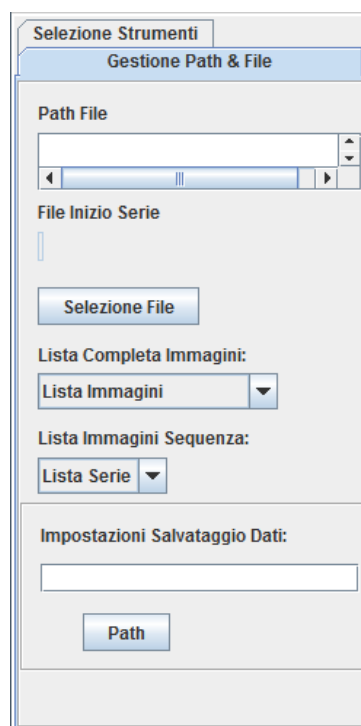 Selezione Strumenti
Gestione Path & File
Path File
File Inizio Serie
Selezione File
Lista Completa Immagini:
Lista Immagini
Lista Immagini Sequenza:
Lista Serie
Impostazioni Salvataggio Dati:
Path